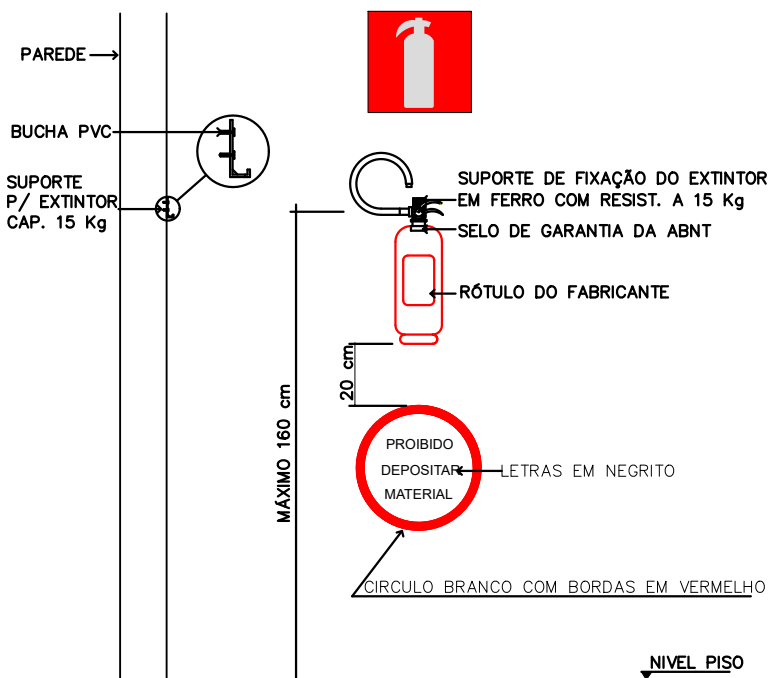 PAREDE
BUCHA PVC
SUPORTE
P/ EXTINTOR
CAP. 15 Kg
SUPORTE DE FIXAÇÃO DO EXTINTOR
EM FERRO COM RESIST. A 15 Kg
SELO DE GARANTIA DA ABNT
RÓTULO DO FABRICANTE
20 cm
MÁXIMO 160 cm
PROIBIDO
DEPOSITAR
MATERIAL
LETRAS EM NEGRITO
CIRCULO BRANCO COM BORDAS EM VERMELHO
NIVEL PISO